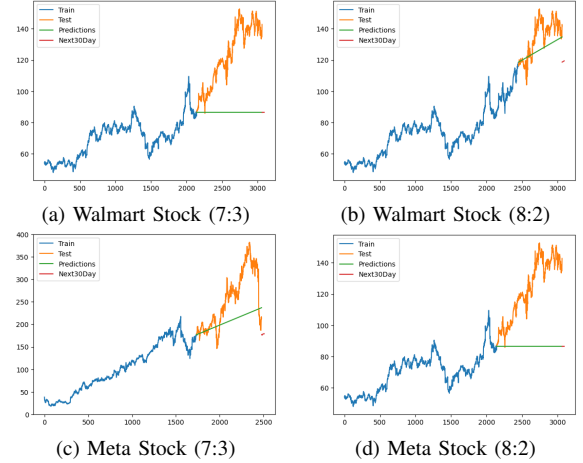 Train
Test
Predictions
Next30Day
140
120
100
80
60
0 500 1000 1500 2000 2500 3000
(a) Walmart Stock (7:3)
Train
Test
Predictions
Next30Day
140
120
100
80
60
0 500 1000 1500 2000 2500 3000
(b) Walmart Stock (8:2)
400
350
300
250
200
150
100
50
0
Train
Test
Predictions
Next30Day
0 500 1000 1500 2000 2500
(c) Meta Stock (7:3)
Train
Test
Predictions
Next30Day
140
120
100
80
60
0 500 1000 1500 2000 2500 3000
(d) Meta Stock (8:2)